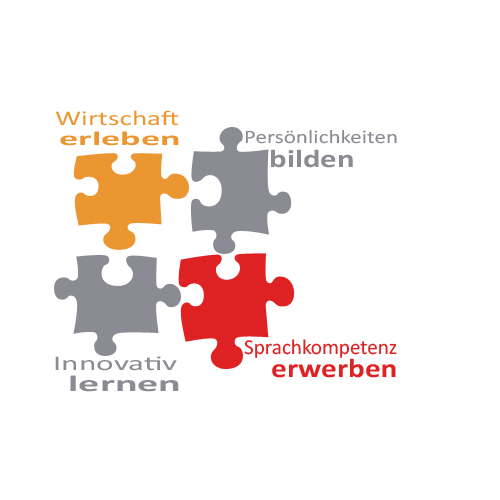 Wirtschaft
erleben
Persönlichkeiten
bilden
Innovativ
lernen
Sprachkompetenz
erwerben